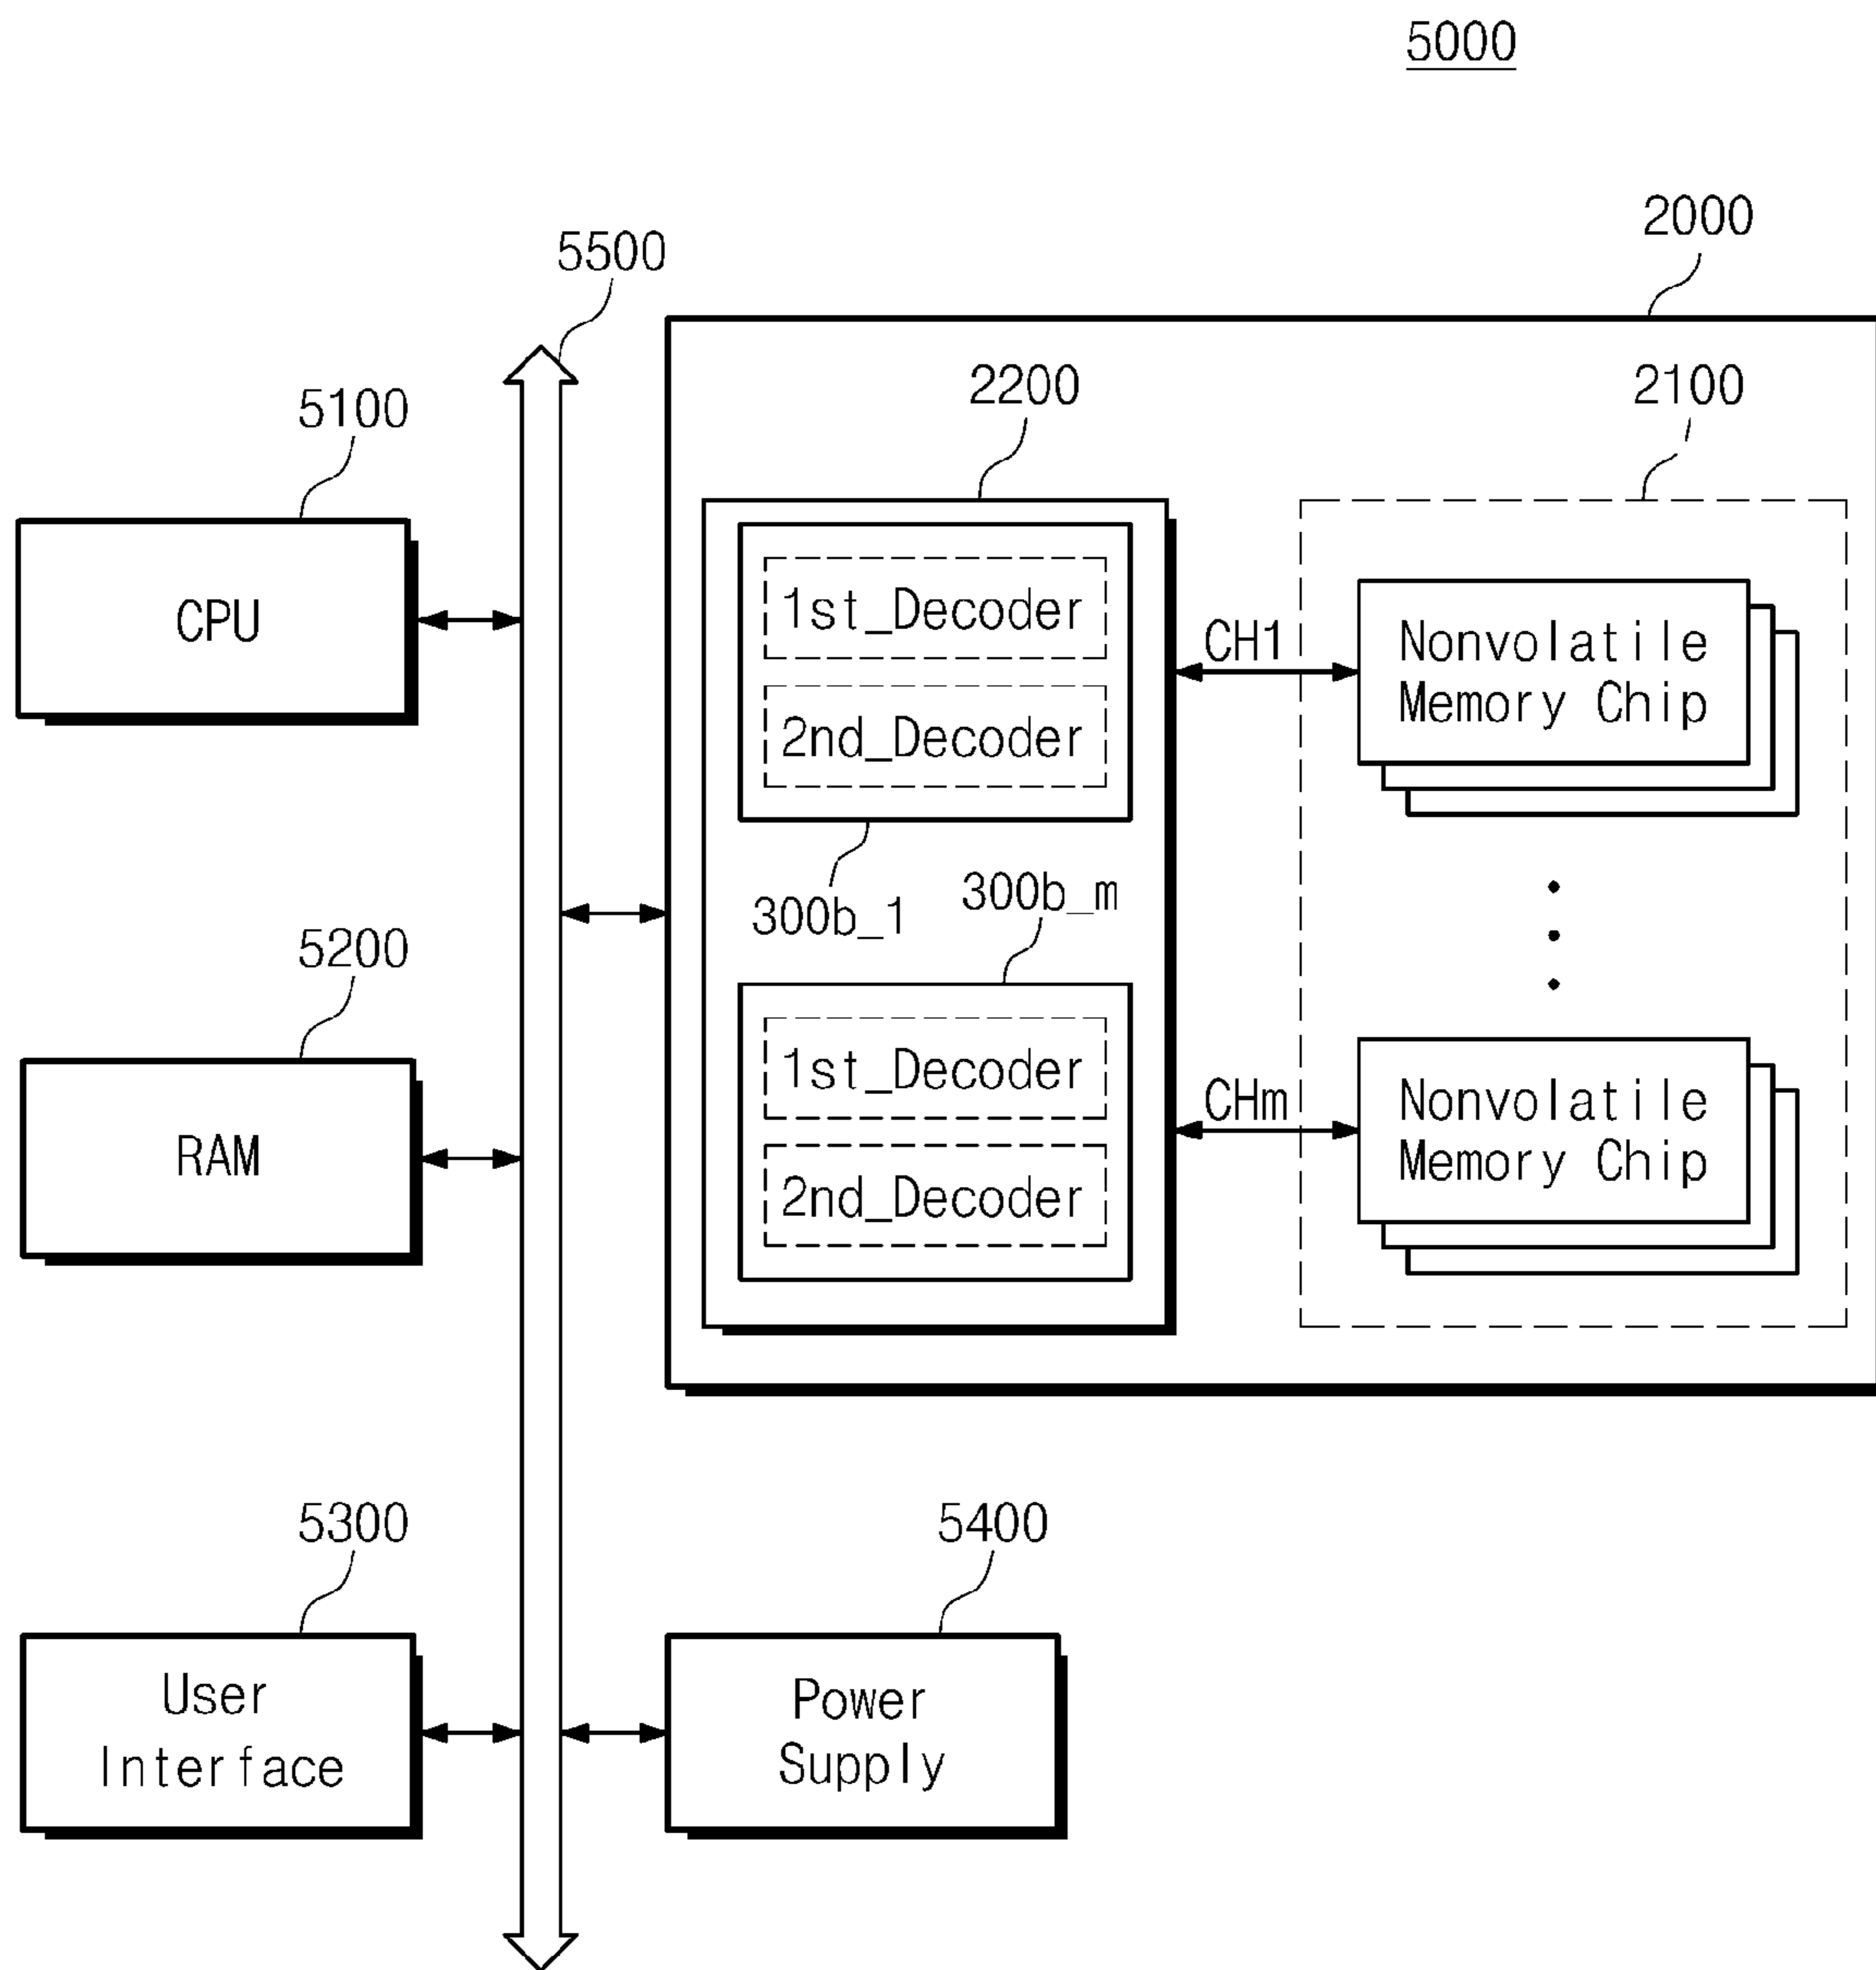 5000
2000
5500
2200
2100
5100
CPU
1st_Decoder
2nd_Decoder
CH1
Nonvolatile
Memory Chip
300b_1
300b_m
5200
RAM
1st_Decoder
2nd_Decoder
CHm
Nonvolatile
Memory Chip
5300
User
Interface
5400
Power
Supply